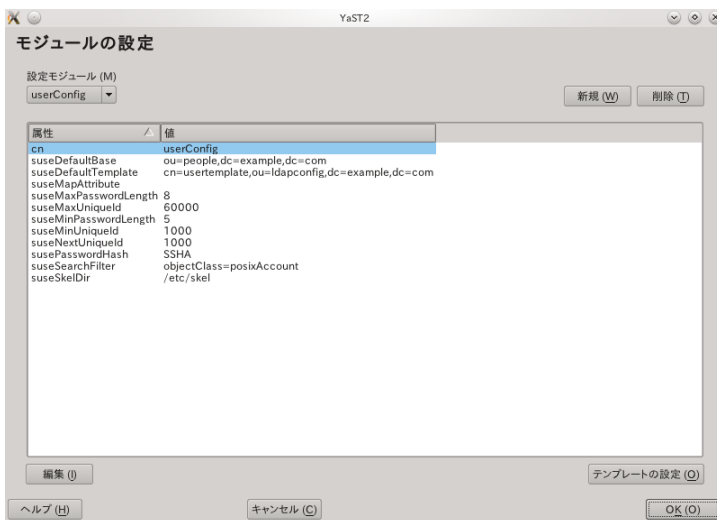 YaST2
モジュールの設定
設定モジュール (M)
userConfig
新規 (W) 削除 (T)
属性 値
cn userConfig
suseDefaultBase ou=people,dc=example,dc=com
suseDefaultTemplate cn=usertemplate,ou=ldapconfig,dc=example,dc=com
suseMapAttribute
suseMaxPasswordLength 8
suseMaxUniqueId 60000
suseMinPasswordLength 5
suseMinUniqueId 1000
suseNextUniqueId 1000
susePasswordHash SSHA
suseSearchFilter objectClass=posixAccount
suseSkelDir /etc/skel
編集 (I) テンプレートの設定 (O)
ヘルプ (H) キャンセル (C) OK (O)